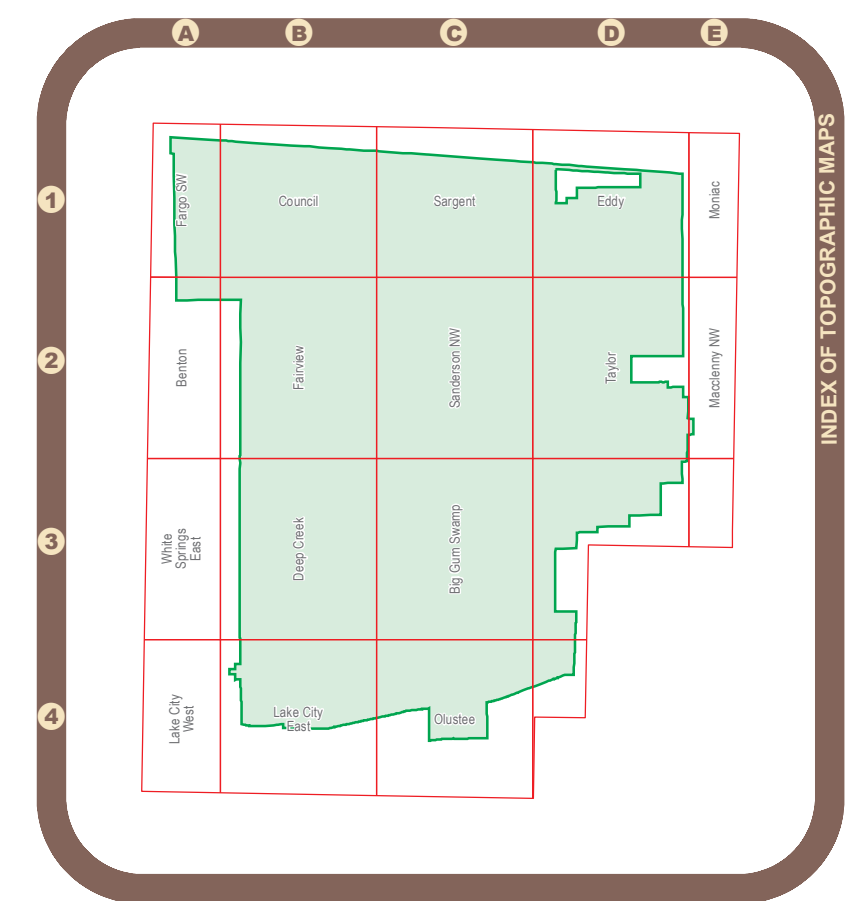 A B C D E
INDEX OF TOPOGRAPHIC MAPS
1
Fargo SW
Council
Sargent
Eddy
Moniac
2
Benton
Fairview
Sanderson NW
Taylor
Macclenny NW
3
White
Springs
East
Deep Creek
Big Gum Swamp
4
Lake City
West
Lake City
East
Olustee